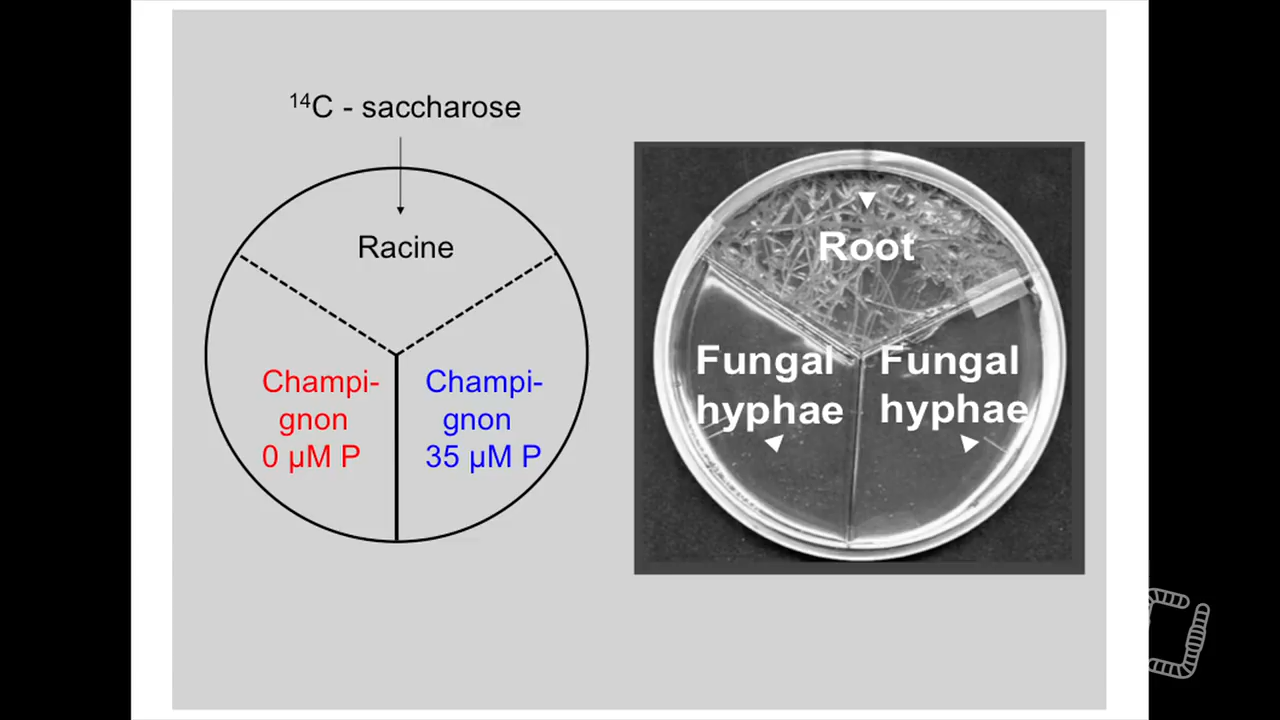 ¹⁴C - saccharose
Racine
Champi-
gnon
0 µM P
Champi-
gnon
35 µM P
Root
Fungal
hyphae
Fungal
hyphae